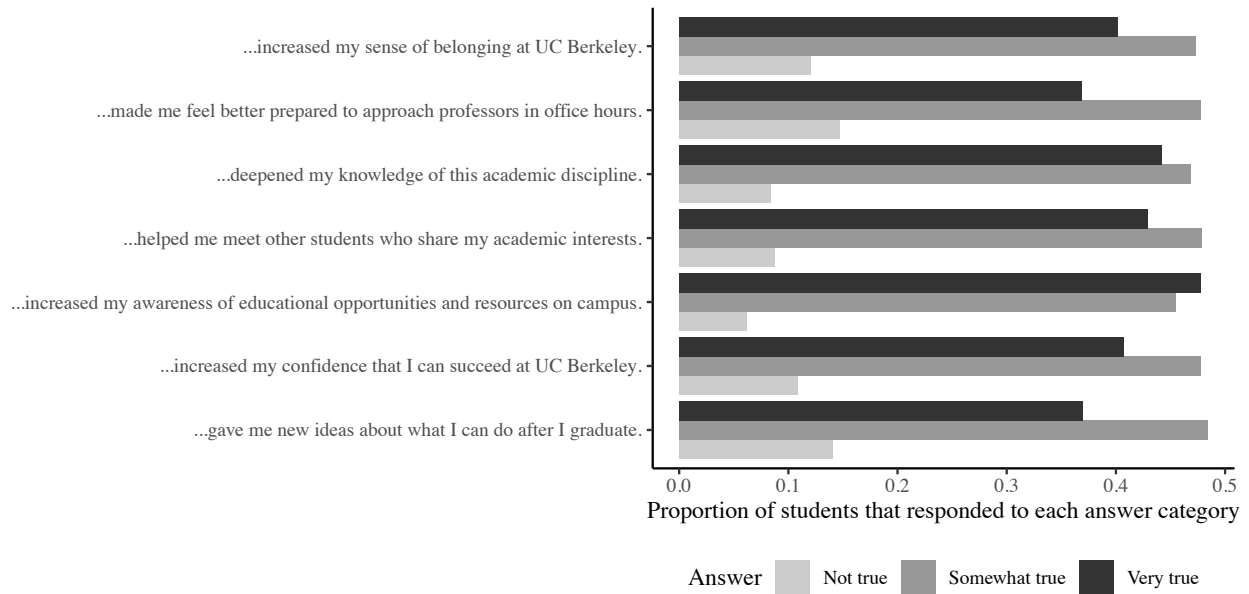 ...increased my sense of belonging at UC Berkeley.
...made me feel better prepared to approach professors in office hours.
...deepened my knowledge of this academic discipline.
...helped me meet other students who share my academic interests.
...increased my awareness of educational opportunities and resources on campus.
...increased my confidence that I can succeed at UC Berkeley.
...gave me new ideas about what I can do after I graduate.
0.0 0.1 0.2 0.3 0.4 0.5
Proportion of students that responded to each answer category
Answer Not true Somewhat true Very true